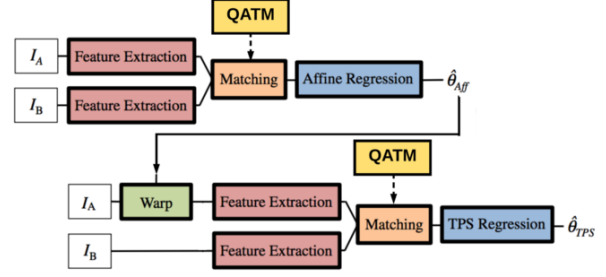 QATM
I_A Feature Extraction
Matching Affine Regression θ̂_Aff
I_B Feature Extraction
QATM
I_A Warp Feature Extraction
Matching TPS Regression θ̂_TPS
I_B Feature Extraction